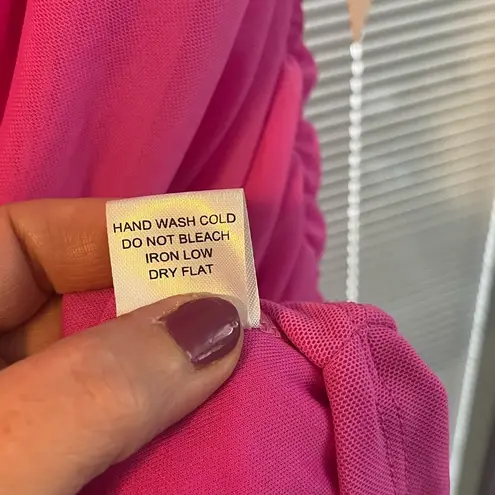 HAND WASH COLD
DO NOT BLEACH
IRON LOW
DRY FLAT